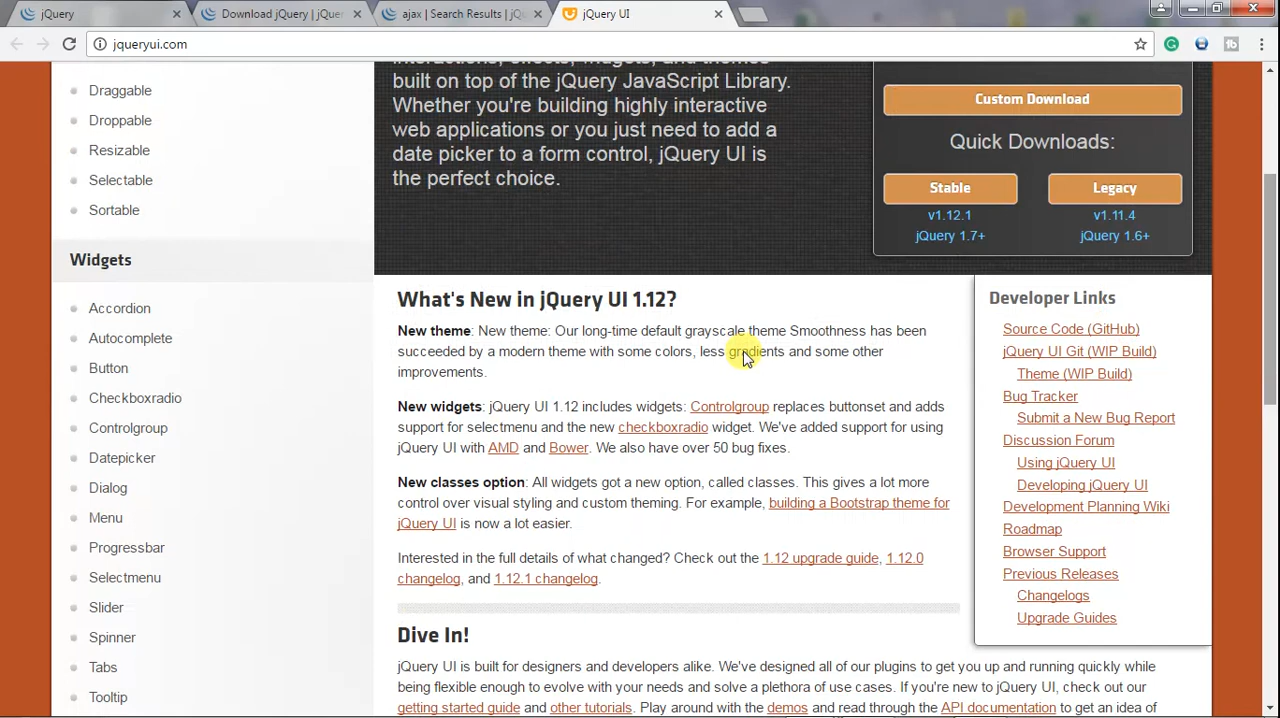 jQuery
Download jQuery | jQuer
ajax | Search Results | jQ
jQuery UI
jqueryui.com
Draggable
Droppable
Resizable
Selectable
Sortable
Widgets
Accordion
Autocomplete
Button
Checkboxradio
Controlgroup
Datepicker
Dialog
Menu
Progressbar
Selectmenu
Slider
Spinner
Tabs
Tooltip
interactions, effects, widgets, and themes
built on top of the jQuery JavaScript Library.
Whether you're building highly interactive
web applications or you just need to add a
date picker to a form control, jQuery UI is
the perfect choice.
Custom Download
Quick Downloads:
Stable
Legacy
v1.12.1
v1.11.4
jQuery 1.7+
jQuery 1.6+
What's New in jQuery UI 1.12?
New theme: New theme: Our long-time default grayscale theme Smoothness has been
succeeded by a modern theme with some colors, less gradients and some other
improvements.
New widgets: jQuery UI 1.12 includes widgets: Controlgroup replaces buttonset and adds
support for selectmenu and the new checkboxradio widget. We've added support for using
jQuery UI with AMD and Bower. We also have over 50 bug fixes.
New classes option: All widgets got a new option, called classes. This gives a lot more
control over visual styling and custom theming. For example, building a Bootstrap theme for
jQuery UI is now a lot easier.
Interested in the full details of what changed? Check out the 1.12 upgrade guide, 1.12.0
changelog, and 1.12.1 changelog.
Dive In!
jQuery UI is built for designers and developers alike. We've designed all of our plugins to get you up and running quickly while
being flexible enough to evolve with your needs and solve a plethora of use cases. If you're new to jQuery UI, check out our
getting started guide and other tutorials. Play around with the demos and read through the API documentation to get an idea of
Developer Links
Source Code (GitHub)
jQuery UI Git (WIP Build)
Theme (WIP Build)
Bug Tracker
Submit a New Bug Report
Discussion Forum
Using jQuery UI
Developing jQuery UI
Development Planning Wiki
Roadmap
Browser Support
Previous Releases
Changelogs
Upgrade Guides